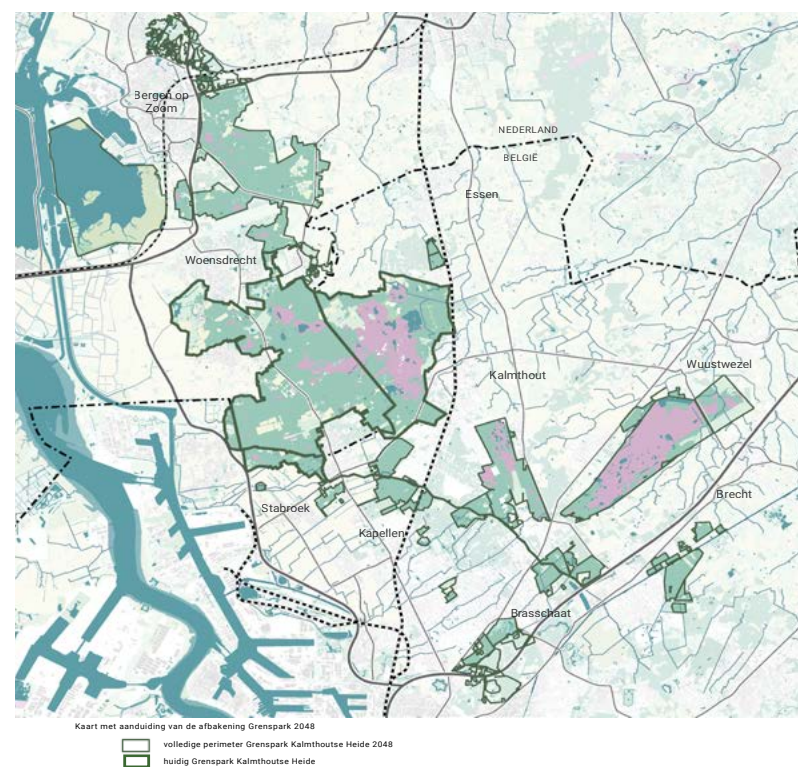 Bergen op
Zoom
NEDERLAND
BELGIË
Essen
Woensdrecht
Wuustwezel
Kalmthout
Brecht
Stabroek
Kapellen
Brasschaat
Kaart met aanduiding van de afbakening Grenspark 2048
volledige perimeter Grenspark Kalmthoutse Heide 2048
huidig Grenspark Kalmthoutse Heide